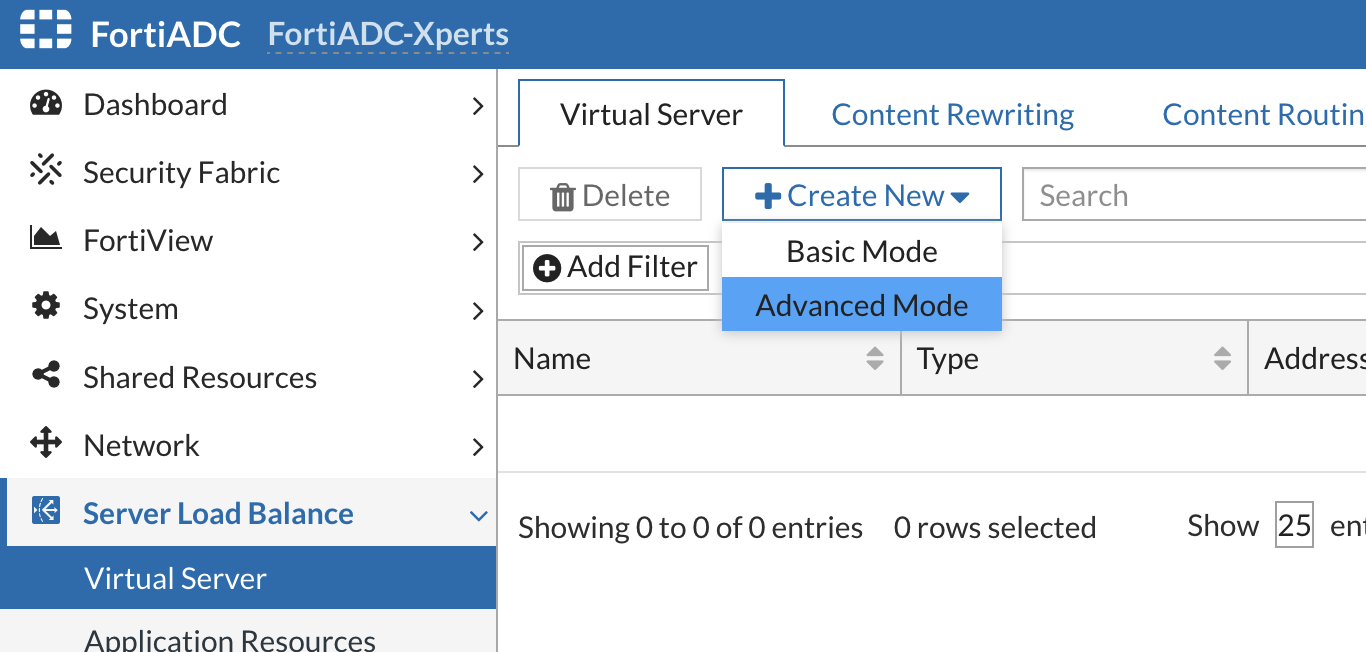 FortiADC FortiADC-Xperts
Dashboard
Security Fabric
FortiView
System
Shared Resources
Network
Server Load Balance
Virtual Server
Application Resources
Virtual Server Content Rewriting Content Routin
Delete Create New Search
Basic Mode
Add Filter
Advanced Mode
Name Type Address
Showing 0 to 0 of 0 entries 0 rows selected Show 25 ent